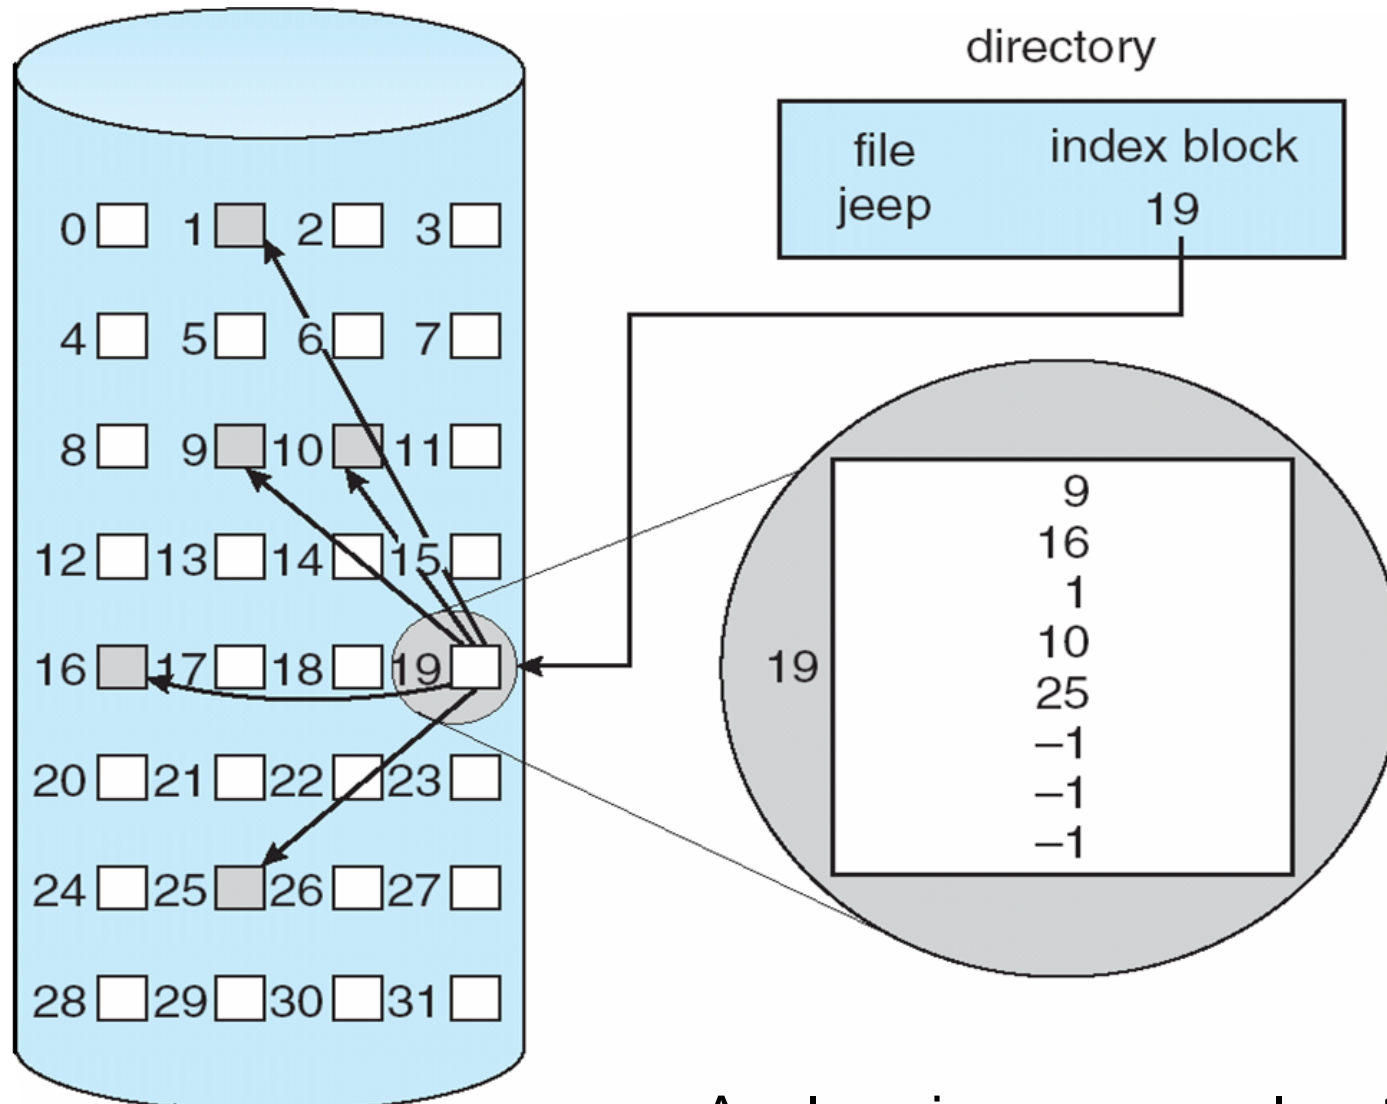 directory
file index block
jeep 19
0 1 2 3
4 5 6 7
8 9 10 11
12 13 14 15
16 17 18 19
20 21 22 23
24 25 26 27
28 29 30 31
19
9
16
1
10
25
–1
–1
–1